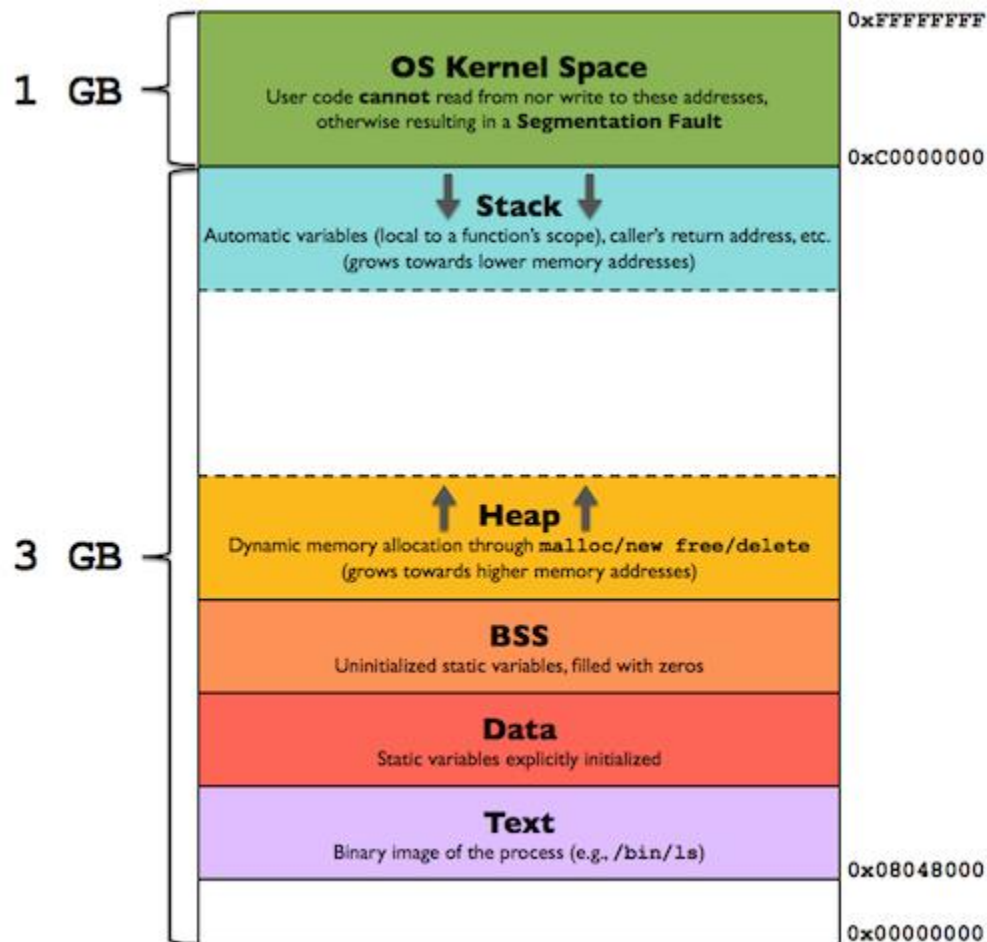 0xFFFFFFFF
1 GB
OS Kernel Space
User code cannot read from nor write to these addresses,
otherwise resulting in a Segmentation Fault
0xC0000000
Stack
Automatic variables (local to a function's scope), caller's return address, etc.
(grows towards lower memory addresses)
Heap
3 GB
Dynamic memory allocation through malloc/new free/delete
(grows towards higher memory addresses)
BSS
Uninitialized static variables, filled with zeros
Data
Static variables explicitly initialized
Text
Binary image of the process (e.g., /bin/ls)
0x08048000
0x00000000